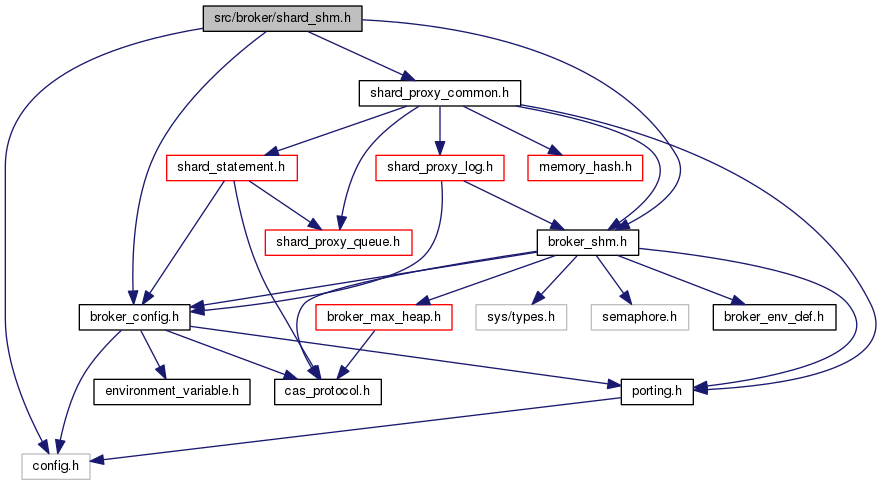 src/broker/shard_shm.h
shard_proxy_common.h
shard_statement.h
shard_proxy_log.h
memory_hash.h
shard_proxy_queue.h
broker_shm.h
broker_config.h
broker_max_heap.h
sys/types.h
semaphore.h
broker_env_def.h
environment_variable.h
cas_protocol.h
porting.h
config.h